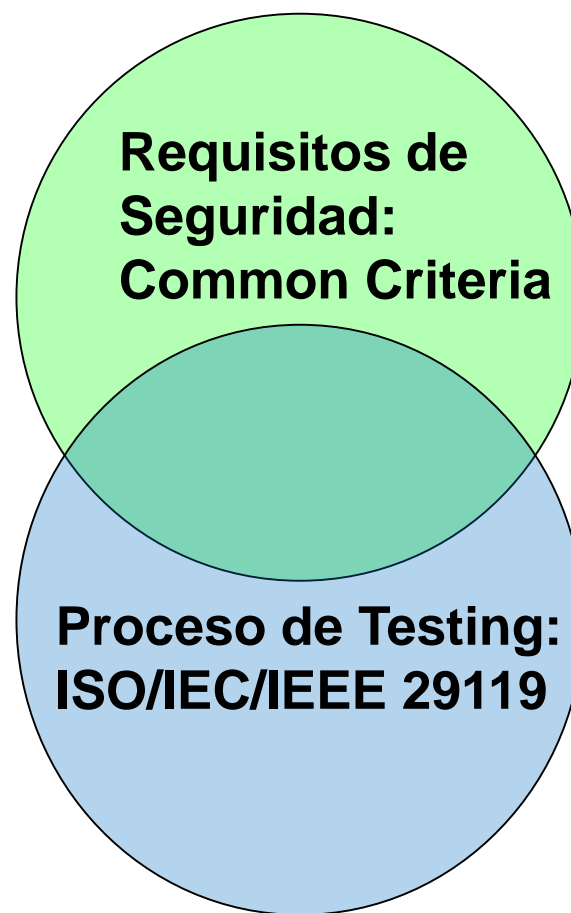 Requisitos de
Seguridad:
Common Criteria
Proceso de Testing:
ISO/IEC/IEEE 29119